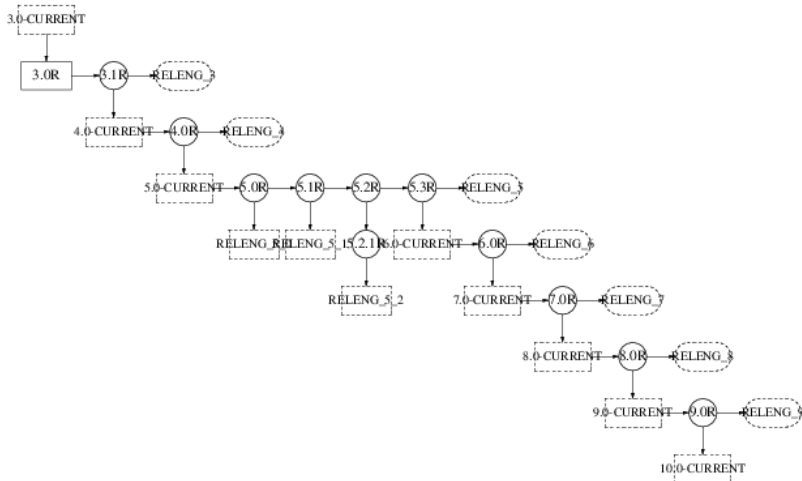 3.0-CURRENT
3.0R
3.1R
RELENG_3
4.0-CURRENT
4.0R
RELENG_4
5.0-CURRENT
5.0R
5.1R
5.2R
5.3R
RELENG_5
RELENG_5_0
RELENG_5_1
5.2.1R
6.0-CURRENT
6.0R
RELENG_6
RELENG_5_2
7.0-CURRENT
7.0R
RELENG_7
8.0-CURRENT
8.0R
RELENG_8
9.0-CURRENT
9.0R
RELENG_9
10.0-CURRENT